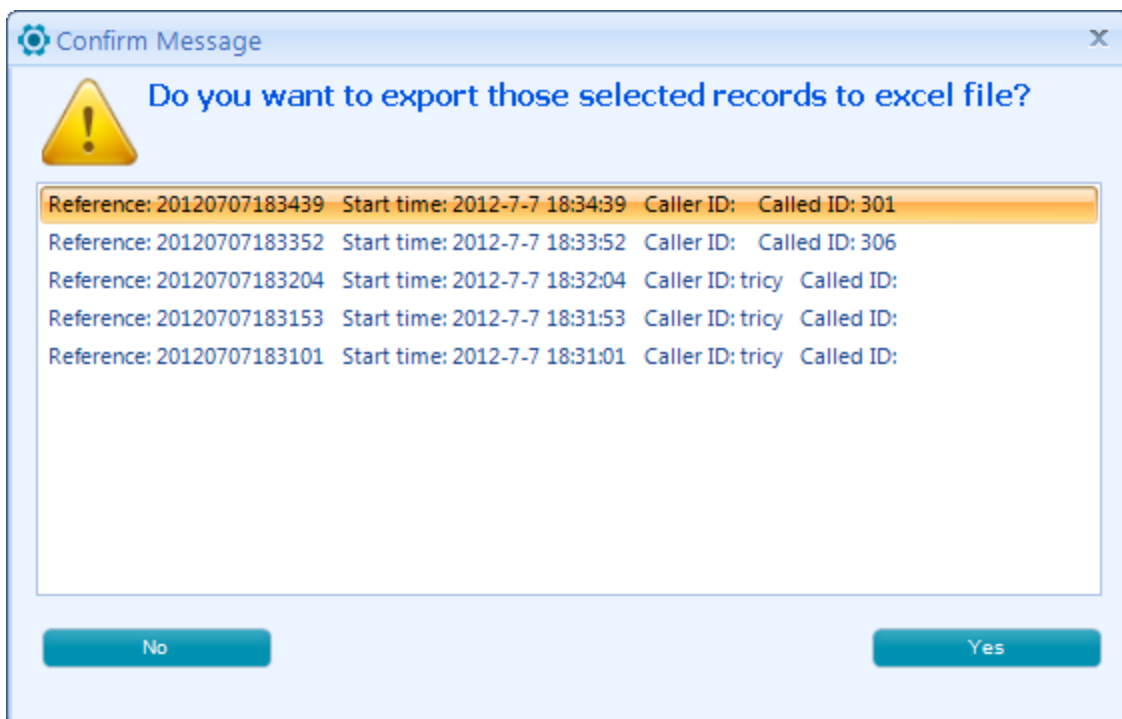 Confirm Message
Do you want to export those selected records to excel file?
Reference: 20120707183439 Start time: 2012-7-7 18:34:39 Caller ID: Called ID: 301
Reference: 20120707183352 Start time: 2012-7-7 18:33:52 Caller ID: Called ID: 306
Reference: 20120707183204 Start time: 2012-7-7 18:32:04 Caller ID: tricy Called ID:
Reference: 20120707183153 Start time: 2012-7-7 18:31:53 Caller ID: tricy Called ID:
Reference: 20120707183101 Start time: 2012-7-7 18:31:01 Caller ID: tricy Called ID:
No Yes